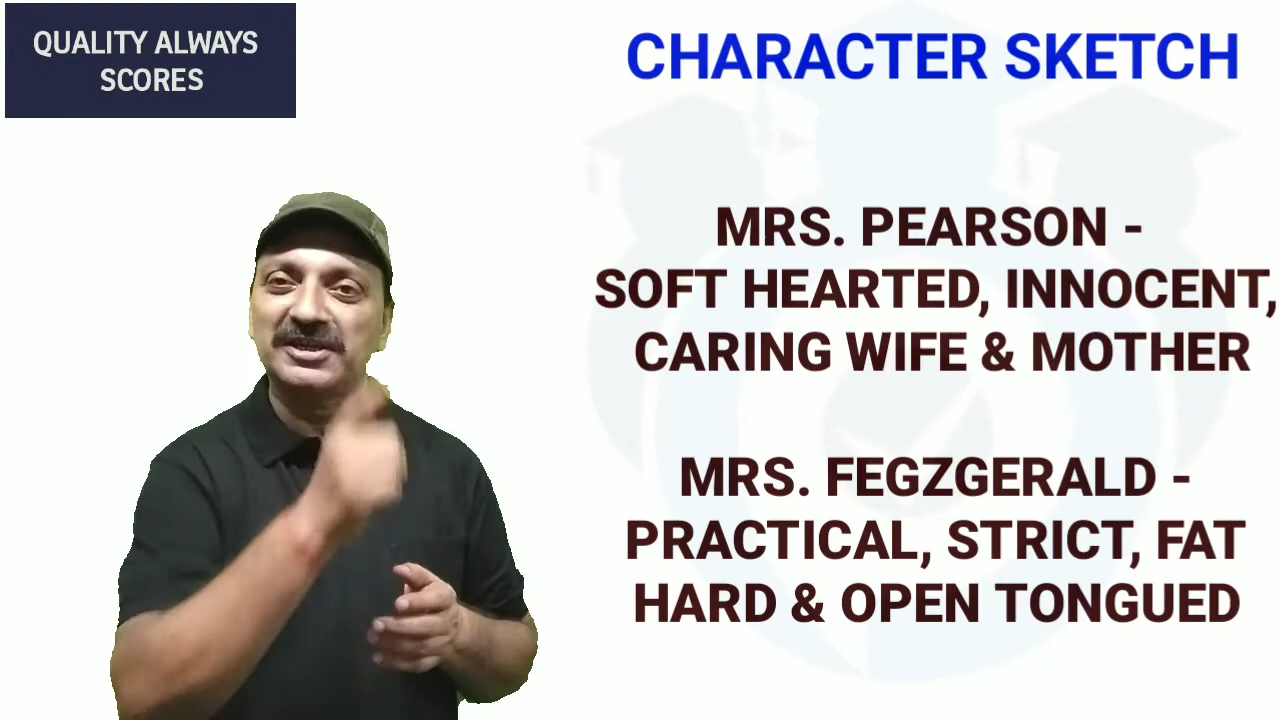 QUALITY ALWAYS
SCORES
CHARACTER SKETCH
MRS. PEARSON -
SOFT HEARTED, INNOCENT,
CARING WIFE & MOTHER
MRS. FEGZGERALD -
PRACTICAL, STRICT, FAT
HARD & OPEN TONGUED